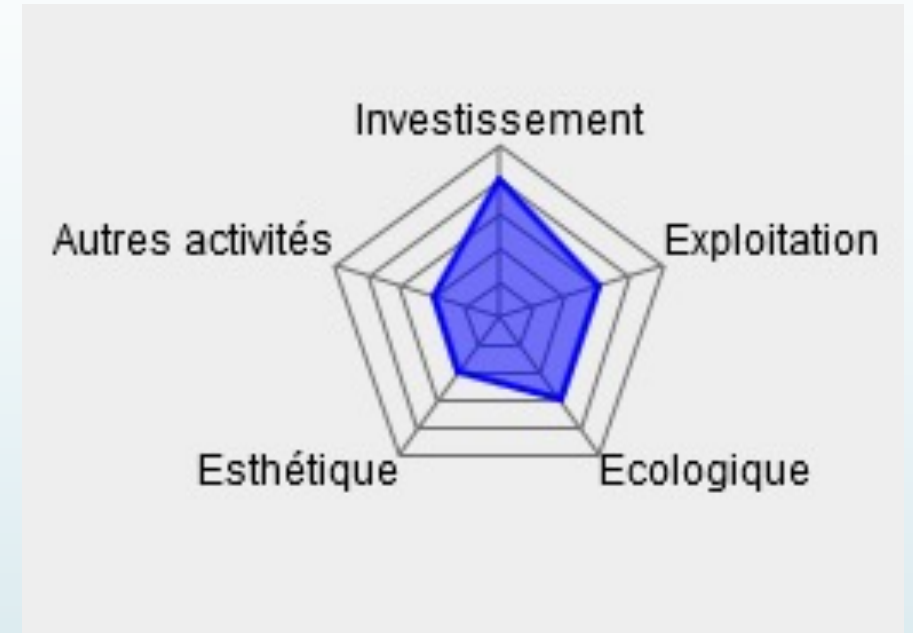 Investissement
Autres activités
Exploitation
Esthétique
Ecologique